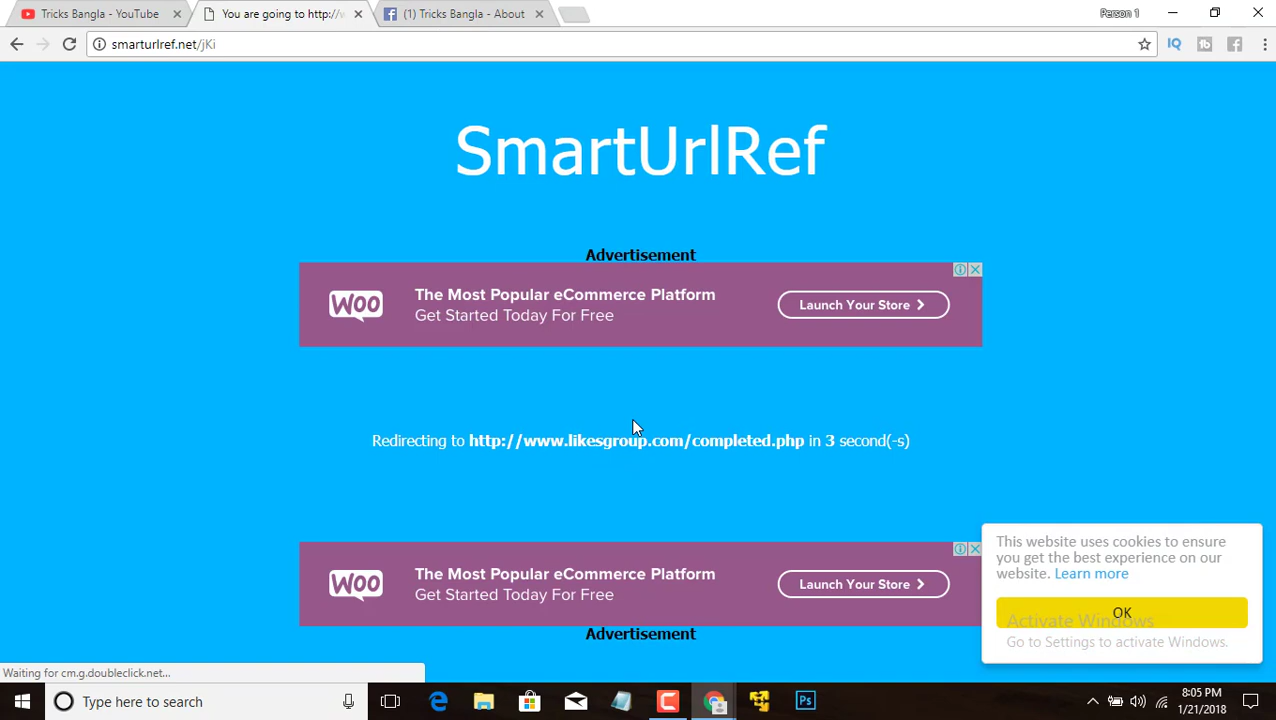 Tricks Bangla - YouTube
You are going to http://w
(1) Tricks Bangla - About
Person 1
smarturlref.net/jKi
SmartUrlRef
Advertisement
WOO
The Most Popular eCommerce Platform
Get Started Today For Free
Launch Your Store
Redirecting to http://www.likesgroup.com/completed.php in 3 second(-s)
WOO
The Most Popular eCommerce Platform
Get Started Today For Free
Launch Your Store
Advertisement
This website uses cookies to ensure
you get the best experience on our
website. Learn more
OK
Activate Windows
Go to Settings to activate Windows.
Waiting for cm.g.doubleclick.net...
Type here to search
8:05 PM
1/21/2018